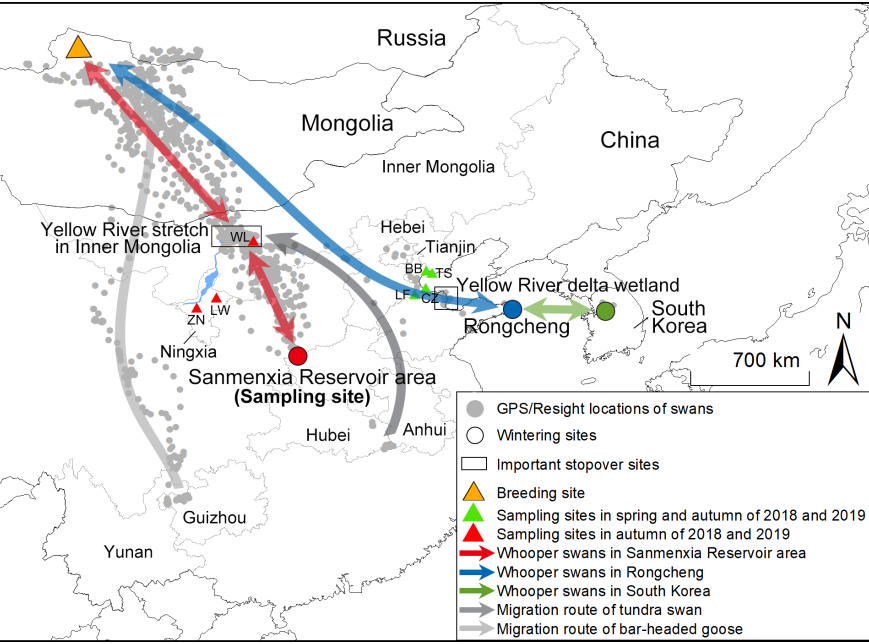 Russia
Mongolia
China
Inner Mongolia
Yellow River stretch
in Inner Mongolia
WL
Hebei
Tianjin
BB
TS
LF
CZ
Yellow River delta wetland
Rongcheng
South
Korea
ZN
LW
Ningxia
Sanmenxia Reservoir area
(Sampling site)
N
700 km
Hubei
Anhui
Guizhou
Yunan
GPS/Resight locations of swans
Wintering sites
Important stopover sites
Breeding site
Sampling sites in spring and autumn of 2018 and 2019
Sampling sites in autumn of 2018 and 2019
Whooper swans in Sanmenxia Reservoir area
Whooper swans in Rongcheng
Whooper swans in South Korea
Migration route of tundra swan
Migration route of bar-headed goose